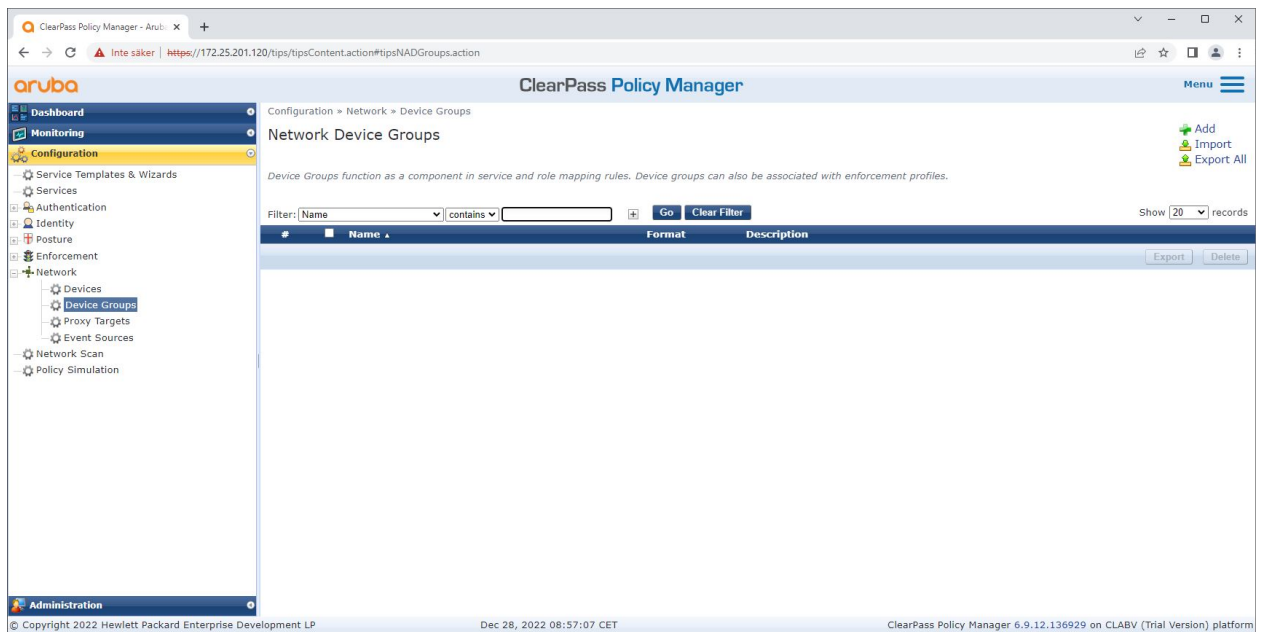 ClearPass Policy Manager - Arub
Inte säker | https://172.25.201.120/tips/tipsContent.action#tipsNADGroups.action
aruba
ClearPass Policy Manager
Menu
Dashboard
Monitoring
Configuration
Service Templates & Wizards
Services
Authentication
Identity
Posture
Enforcement
Network
Devices
Device Groups
Proxy Targets
Event Sources
Network Scan
Policy Simulation
Administration
Configuration » Network » Device Groups
Network Device Groups
Add
Import
Export All
Device Groups function as a component in service and role mapping rules. Device groups can also be associated with enforcement profiles.
Filter: Name contains + Go Clear Filter Show 20 records
# Name Format Description
Export Delete
© Copyright 2022 Hewlett Packard Enterprise Development LP Dec 28, 2022 08:57:07 CET ClearPass Policy Manager 6.9.12.136929 on CLABV (Trial Version) platform